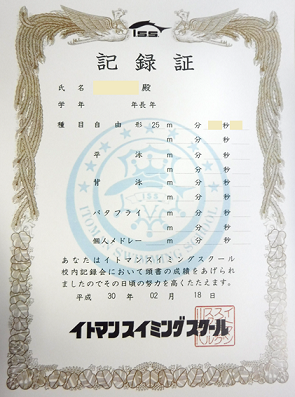 ISS
記録証
氏名 殿
学年 年長年
種目 自由形 25 m 分 秒
m 分 秒
平泳 m 分 秒
m 分 秒
背泳 m 分 秒
m 分 秒
バタフライ m 分 秒
m 分 秒
個人メドレー m 分 秒
あなたはイトマンスイミングスクール
校内記録会において頭書の成績をあげられ
ましたのでその日頃の努力を高くたたえます。
平成 30 年 02 月 18 日
イトマンスイミングスクール